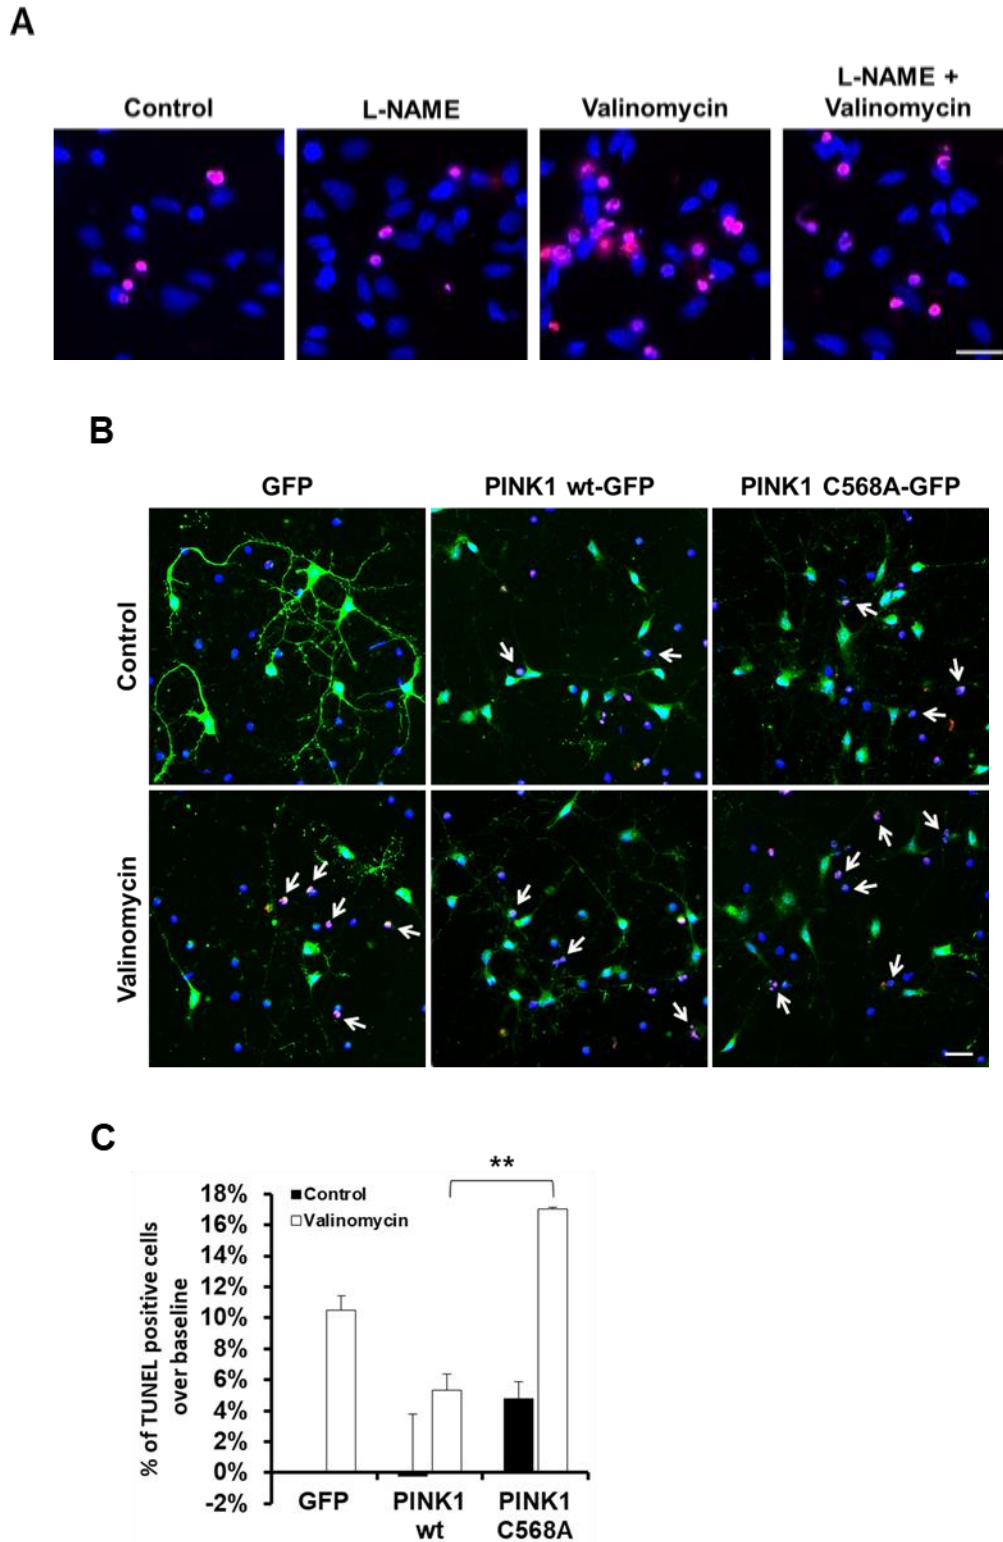 A
Control
L-NAME
Valinomycin
L-NAME +
Valinomycin
B
GFP
PINK1 wt-GFP
PINK1 C568A-GFP
Control
Valinomycin
C
**
Control
Valinomycin
% of TUNEL positive cells
over baseline
18%
16%
14%
12%
10%
8%
6%
4%
2%
0%
-2%
GFP
PINK1
wt
PINK1
C568A